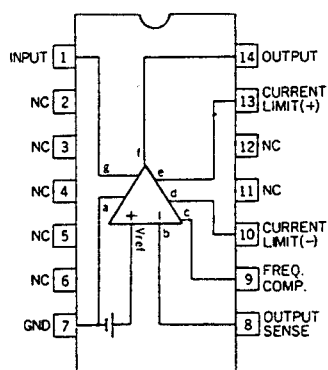 INPUT 1
NC 2
NC 3
NC 4
NC 5
NC 6
GND 7
14 OUTPUT
13 CURRENT
LIMIT(+)
12 NC
11 NC
10 CURRENT
LIMIT(-)
9 FREQ.
COMP.
8 OUTPUT
SENSE
f
g
e
a
d
c
+ -
Vref
b